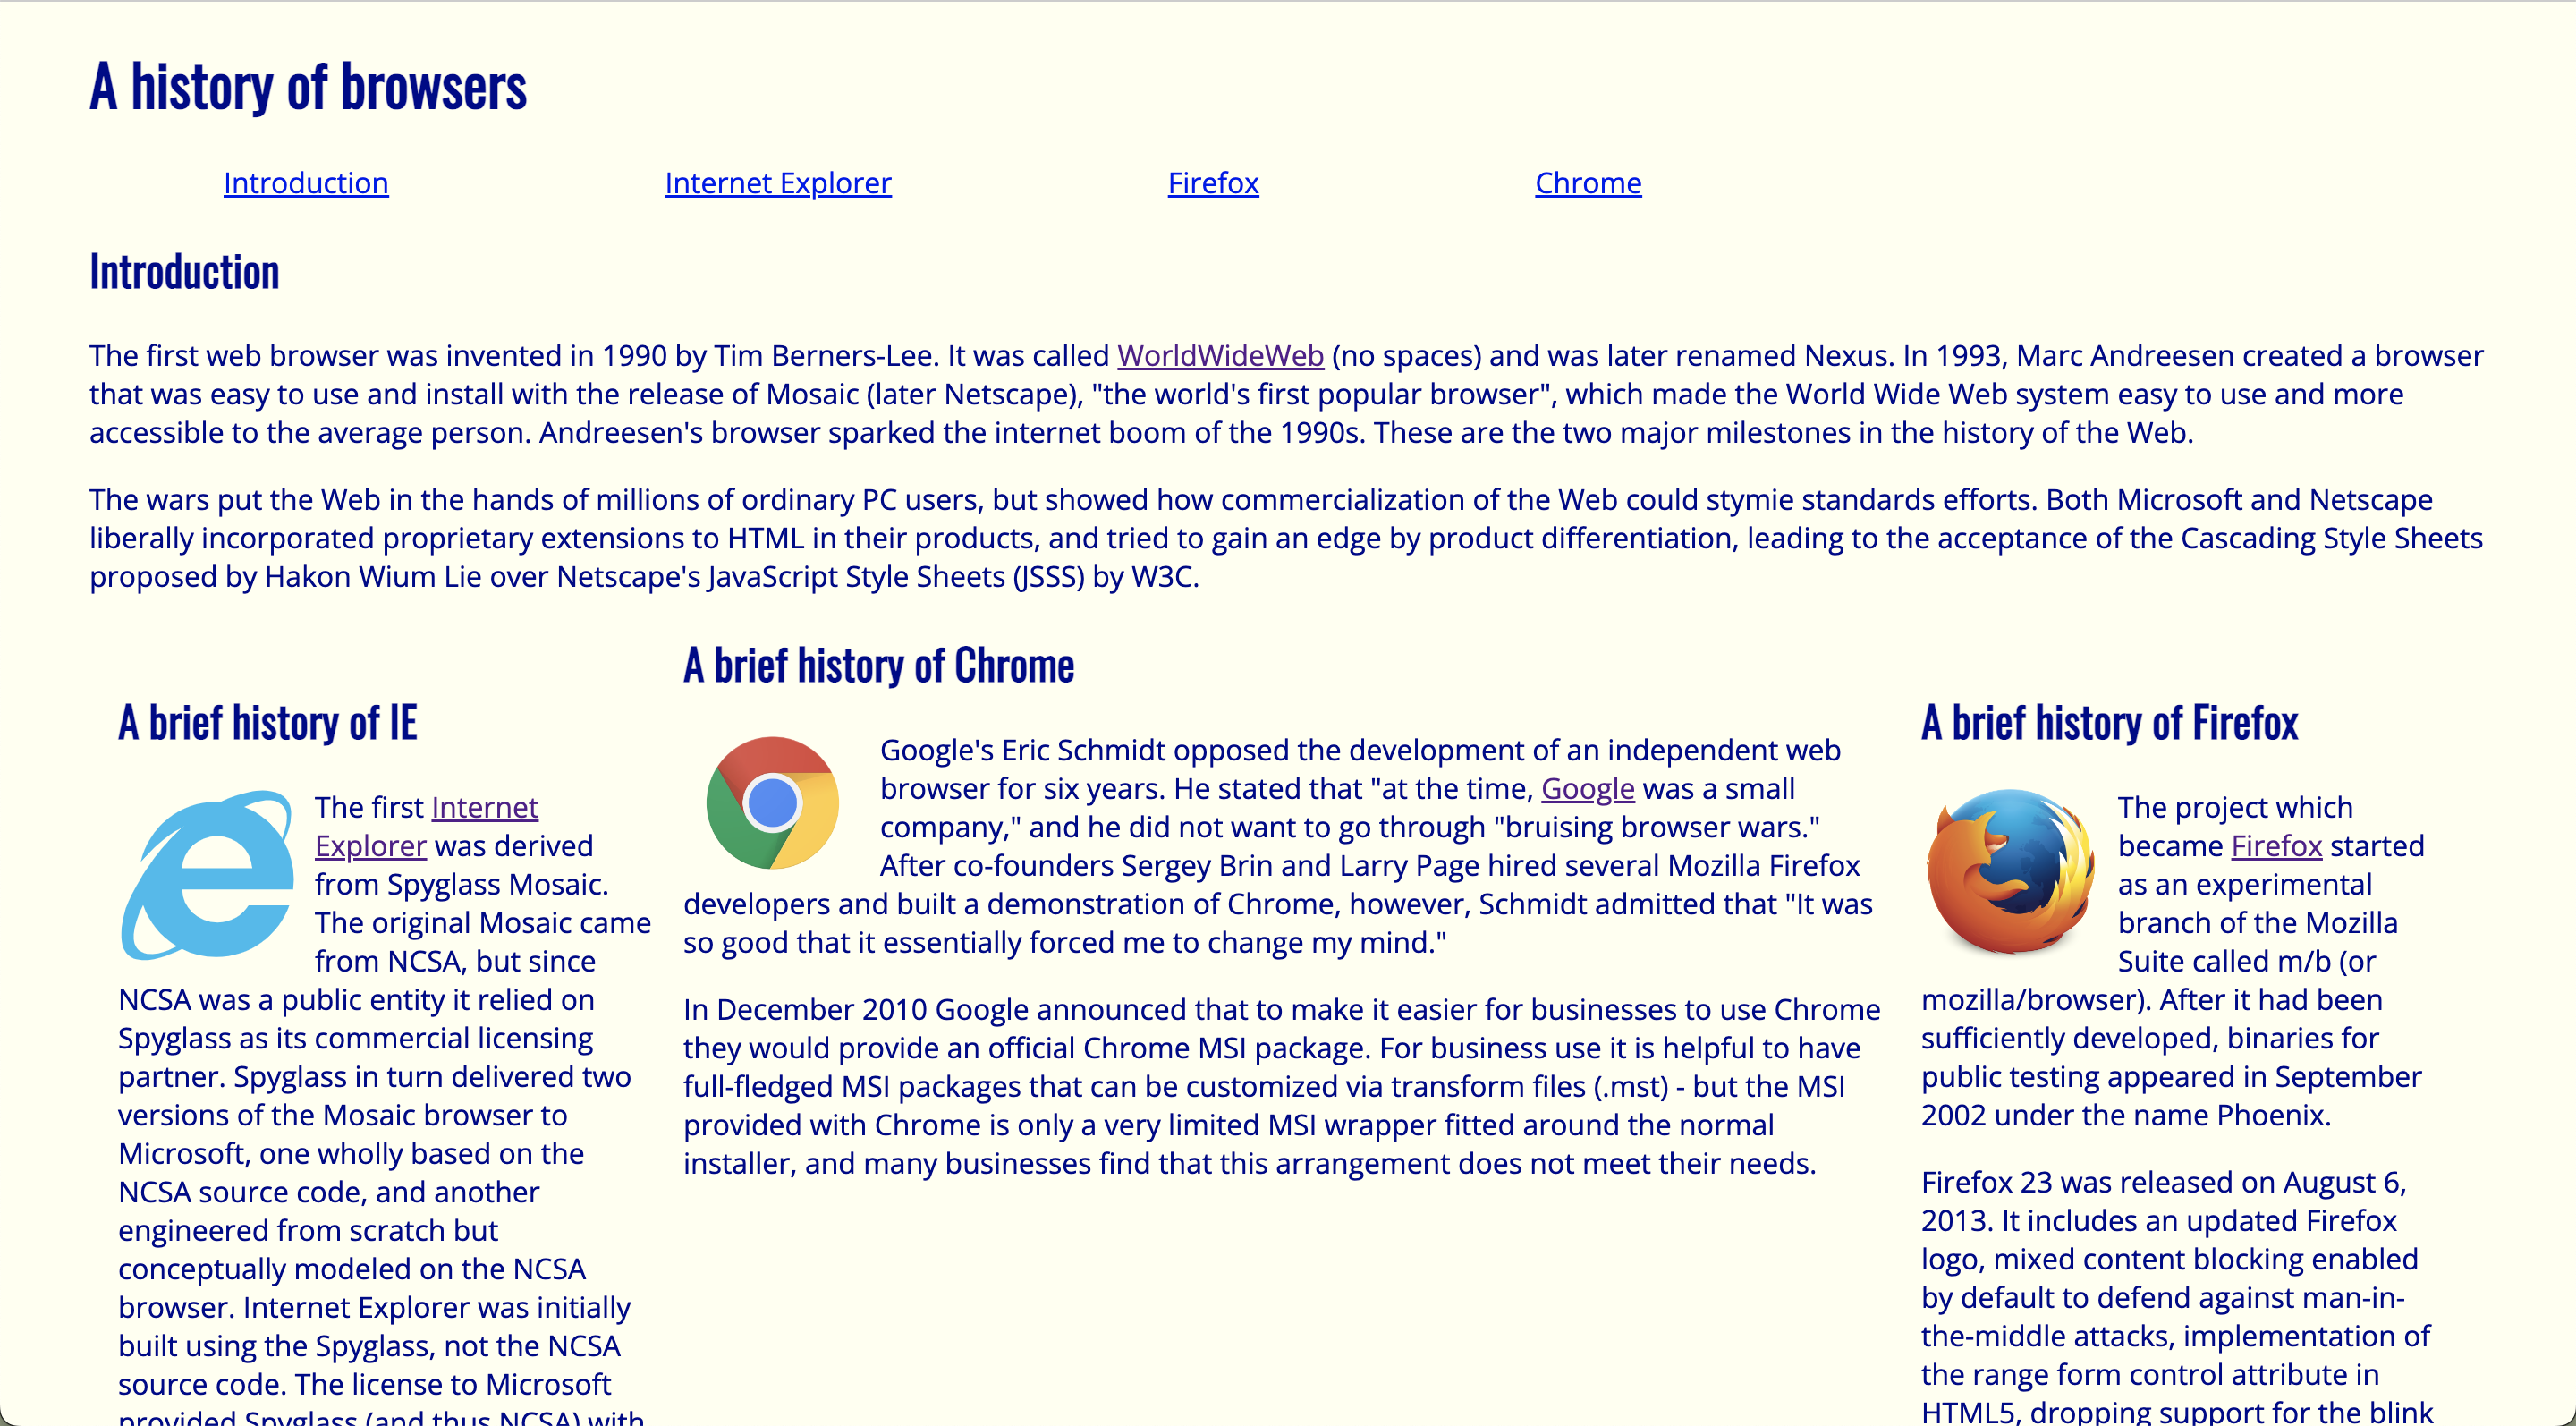 A history of browsers
Introduction
Internet Explorer
Firefox
Chrome
Introduction
The first web browser was invented in 1990 by Tim Berners-Lee. It was called WorldWideWeb (no spaces) and was later renamed Nexus. In 1993, Marc Andreesen created a browser
that was easy to use and install with the release of Mosaic (later Netscape), "the world's first popular browser", which made the World Wide Web system easy to use and more
accessible to the average person. Andreesen's browser sparked the internet boom of the 1990s. These are the two major milestones in the history of the Web.
The wars put the Web in the hands of millions of ordinary PC users, but showed how commercialization of the Web could stymie standards efforts. Both Microsoft and Netscape
liberally incorporated proprietary extensions to HTML in their products, and tried to gain an edge by product differentiation, leading to the acceptance of the Cascading Style Sheets
proposed by Hakon Wium Lie over Netscape's JavaScript Style Sheets (JSSS) by W3C.
A brief history of IE
The first Internet
Explorer was derived
from Spyglass Mosaic.
The original Mosaic came
from NCSA, but since
NCSA was a public entity it relied on
Spyglass as its commercial licensing
partner. Spyglass in turn delivered two
versions of the Mosaic browser to
Microsoft, one wholly based on the
NCSA source code, and another
engineered from scratch but
conceptually modeled on the NCSA
browser. Internet Explorer was initially
built using the Spyglass, not the NCSA
source code. The license to Microsoft
provided Spyglass (and thus NCSA) with
A brief history of Chrome
Google's Eric Schmidt opposed the development of an independent web
browser for six years. He stated that "at the time, Google was a small
company," and he did not want to go through "bruising browser wars."
After co-founders Sergey Brin and Larry Page hired several Mozilla Firefox
developers and built a demonstration of Chrome, however, Schmidt admitted that "It was
so good that it essentially forced me to change my mind."
In December 2010 Google announced that to make it easier for businesses to use Chrome
they would provide an official Chrome MSI package. For business use it is helpful to have
full-fledged MSI packages that can be customized via transform files (.mst) - but the MSI
provided with Chrome is only a very limited MSI wrapper fitted around the normal
installer, and many businesses find that this arrangement does not meet their needs.
A brief history of Firefox
The project which
became Firefox started
as an experimental
branch of the Mozilla
Suite called m/b (or
mozilla/browser). After it had been
sufficiently developed, binaries for
public testing appeared in September
2002 under the name Phoenix.
Firefox 23 was released on August 6,
2013. It includes an updated Firefox
logo, mixed content blocking enabled
by default to defend against man-in-
the-middle attacks, implementation of
the range form control attribute in
HTML5, dropping support for the blink